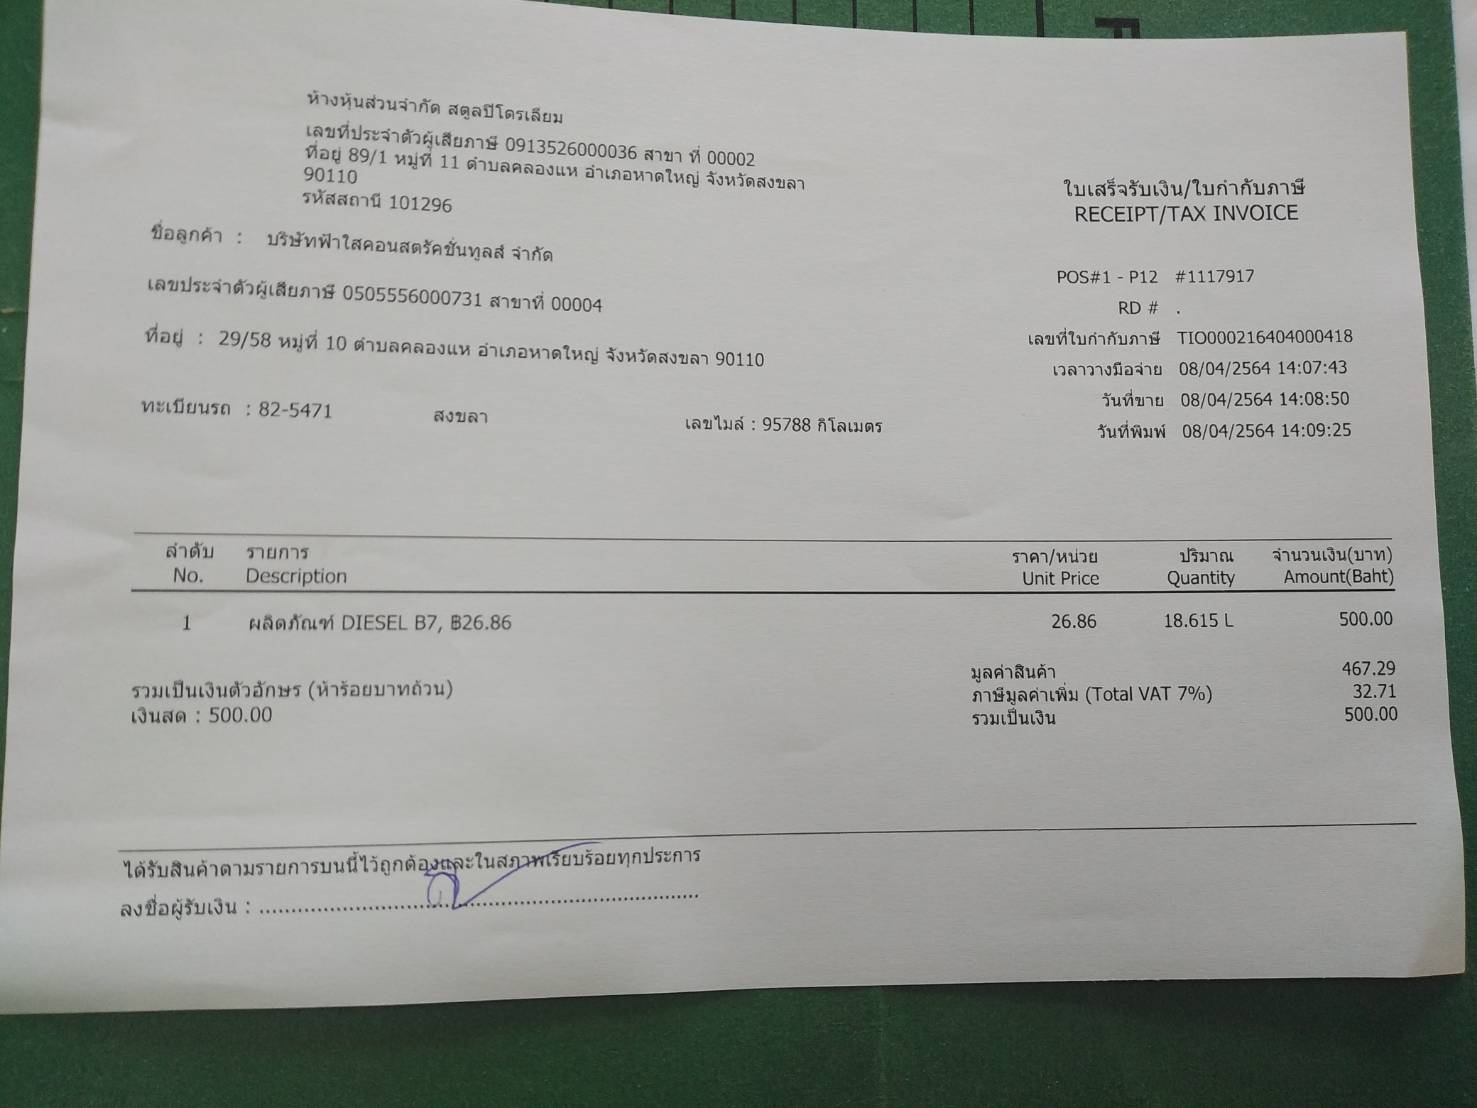 ห้างหุ้นส่วนจำกัด สตูลปิโตรเลียม
เลขที่ประจำตัวผู้เสียภาษี 0913526000036 สาขา ที่ 00002
ที่อยู่ 89/1 หมู่ที่ 11 ตำบลคลองแห อำเภอหาดใหญ่ จังหวัดสงขลา
90110
รหัสสถานี 101296
ใบเสร็จรับเงิน/ใบกำกับภาษี
RECEIPT/TAX INVOICE
ชื่อลูกค้า : บริษัทฟ้าใสคอนสตรัคชั่นทูลส์ จำกัด
เลขประจำตัวผู้เสียภาษี 0505556000731 สาขาที่ 00004
ที่อยู่ : 29/58 หมู่ที่ 10 ตำบลคลองแห อำเภอหาดใหญ่ จังหวัดสงขลา 90110
ทะเบียนรถ : 82-5471 สงขลา เลขไมล์ : 95788 กิโลเมตร
POS#1 - P12 #1117917
RD # .
เลขที่ใบกำกับภาษี TIO000216404000418
เวลาวางมือจ่าย 08/04/2564 14:07:43
วันที่ขาย 08/04/2564 14:08:50
วันที่พิมพ์ 08/04/2564 14:09:25
ลำดับ รายการ ราคา/หน่วย ปริมาณ จำนวนเงิน(บาท)
No. Description Unit Price Quantity Amount(Baht)
1 ผลิตภัณฑ์ DIESEL B7, ฿26.86 26.86 18.615 L 500.00
มูลค่าสินค้า 467.29
รวมเป็นเงินตัวอักษร (ห้าร้อยบาทถ้วน) ภาษีมูลค่าเพิ่ม (Total VAT 7%) 32.71
เงินสด : 500.00 รวมเป็นเงิน 500.00
ได้รับสินค้าตามรายการบนนี้ไว้ถูกต้องและในสภาพเรียบร้อยทุกประการ
ลงชื่อผู้รับเงิน : ......................................................................